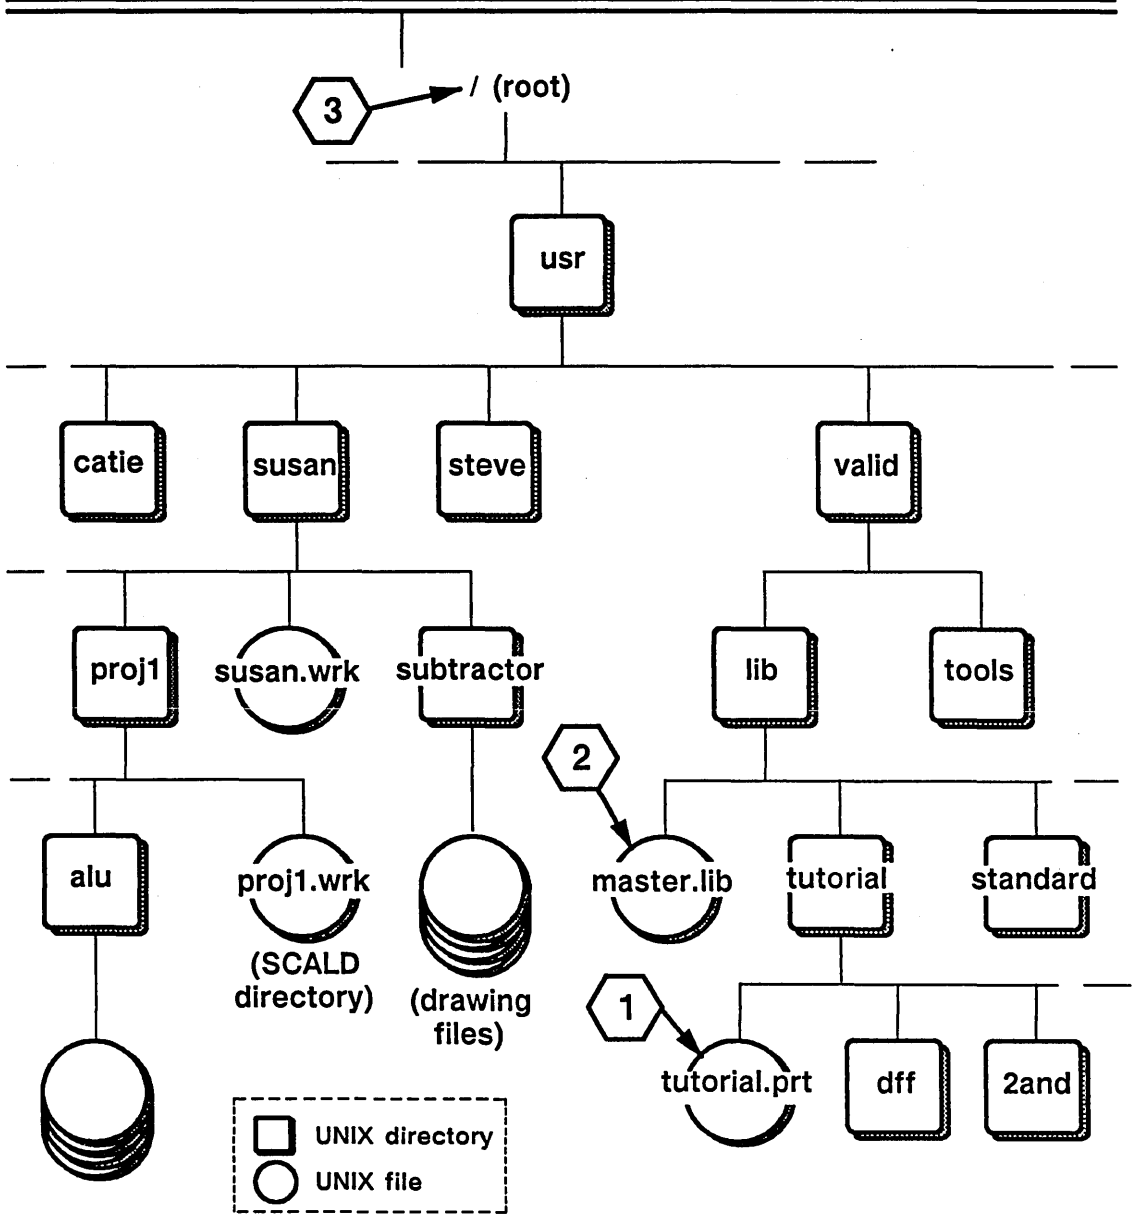 3
/ (root)
usr
catie
susan
steve
valid
proj1
susan.wrk
subtractor
lib
tools
2
alu
proj1.wrk
(SCALD
directory)
(drawing
files)
master.lib
tutorial
standard
1
tutorial.prt
dff
2and
UNIX directory
UNIX file